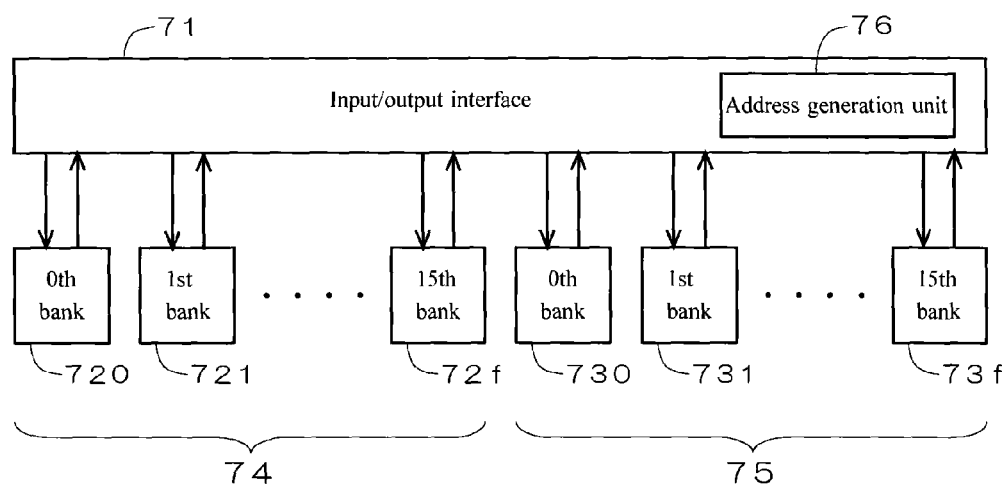 71
76
Input/output interface
Address generation unit
0th
bank
1st
bank
15th
bank
0th
bank
1st
bank
15th
bank
720
721
72f
730
731
73f
74
75